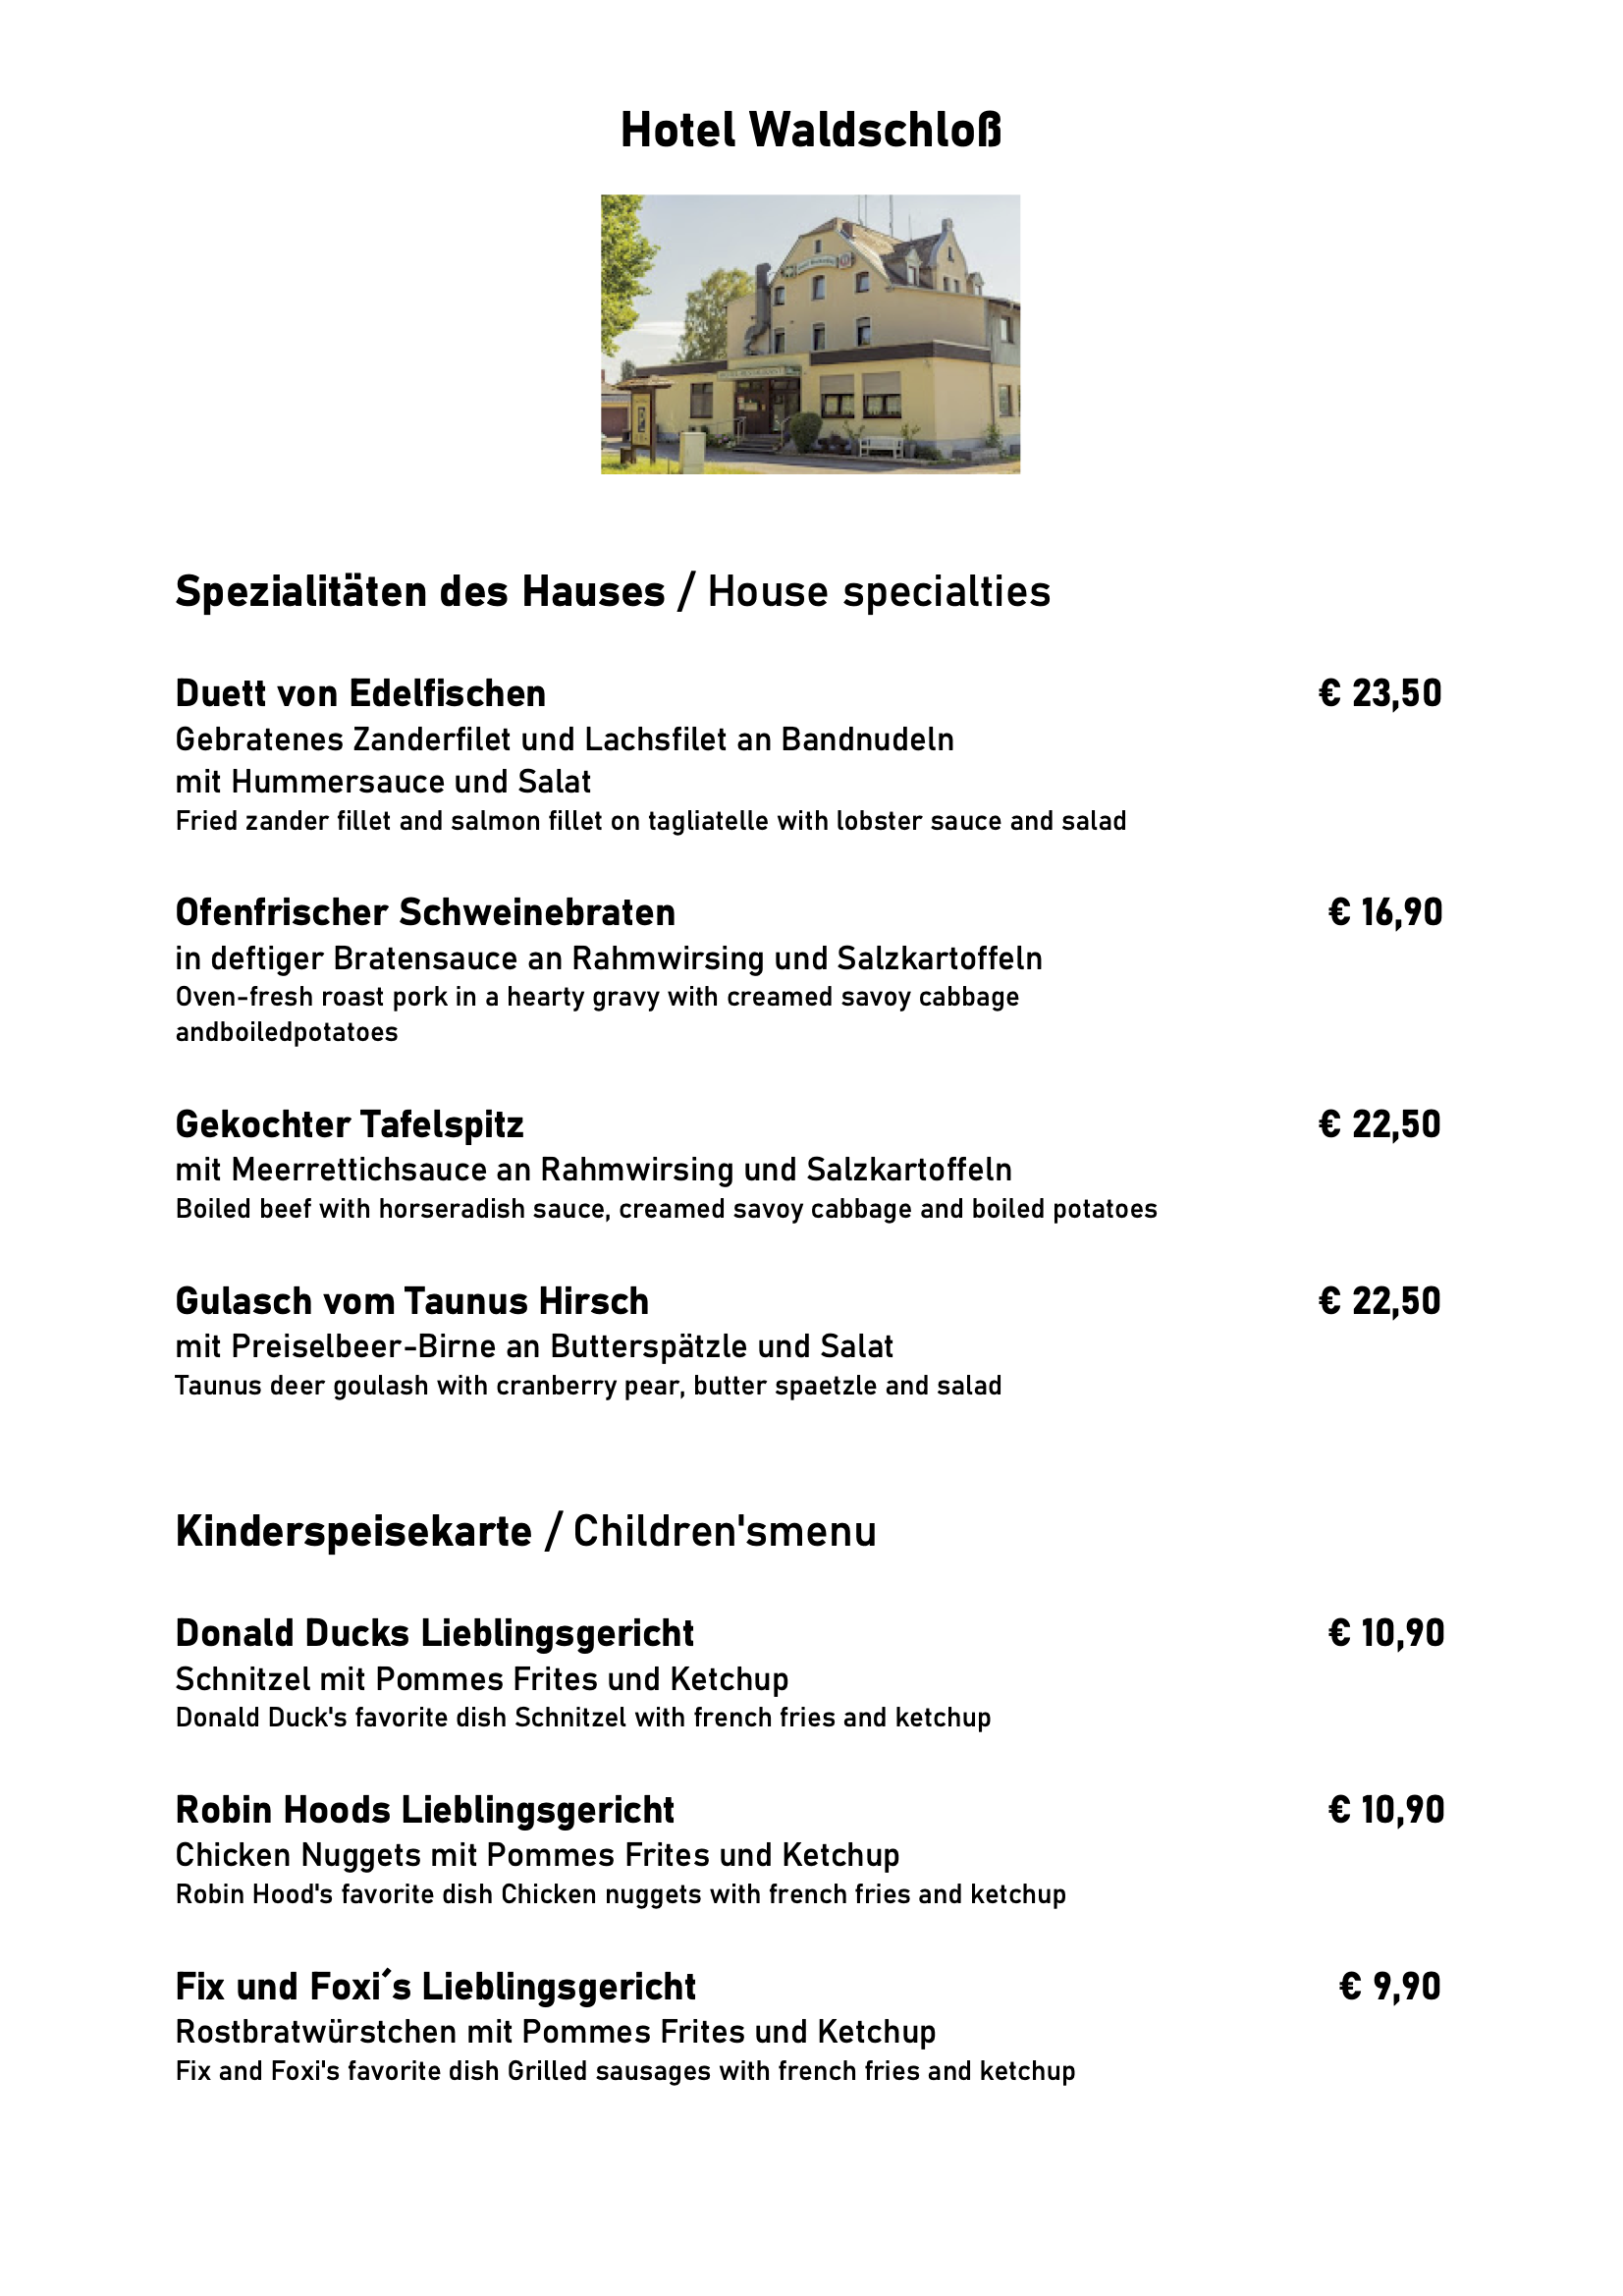 Hotel Waldschloß
Spezialitäten des Hauses / House specialties
Duett von Edelfischen € 23,50
Gebratenes Zanderfilet und Lachsfilet an Bandnudeln
mit Hummersauce und Salat
Fried zander fillet and salmon fillet on tagliatelle with lobster sauce and salad
Ofenfrischer Schweinebraten € 16,90
in deftiger Bratensauce an Rahmwirsing und Salzkartoffeln
Oven-fresh roast pork in a hearty gravy with creamed savoy cabbage
andboiledpotatoes
Gekochter Tafelspitz € 22,50
mit Meerrettichsauce an Rahmwirsing und Salzkartoffeln
Boiled beef with horseradish sauce, creamed savoy cabbage and boiled potatoes
Gulasch vom Taunus Hirsch € 22,50
mit Preiselbeer-Birne an Butterspätzle und Salat
Taunus deer goulash with cranberry pear, butter spaetzle and salad
Kinderspeisekarte / Children'smenu
Donald Ducks Lieblingsgericht € 10,90
Schnitzel mit Pommes Frites und Ketchup
Donald Duck's favorite dish Schnitzel with french fries and ketchup
Robin Hoods Lieblingsgericht € 10,90
Chicken Nuggets mit Pommes Frites und Ketchup
Robin Hood's favorite dish Chicken nuggets with french fries and ketchup
Fix und Foxi´s Lieblingsgericht € 9,90
Rostbratwürstchen mit Pommes Frites und Ketchup
Fix and Foxi's favorite dish Grilled sausages with french fries and ketchup